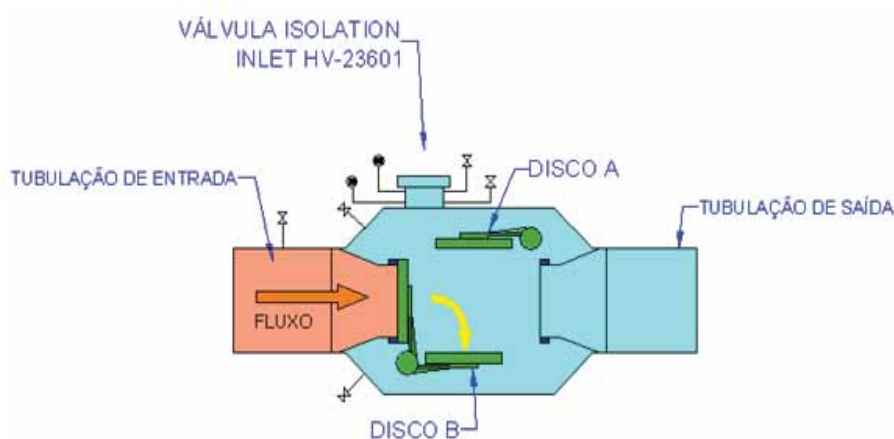 VÁLVULA ISOLATION
INLET HV-23601
TUBULAÇÃO DE ENTRADA
DISCO A
TUBULAÇÃO DE SAÍDA
FLUXO
DISCO B